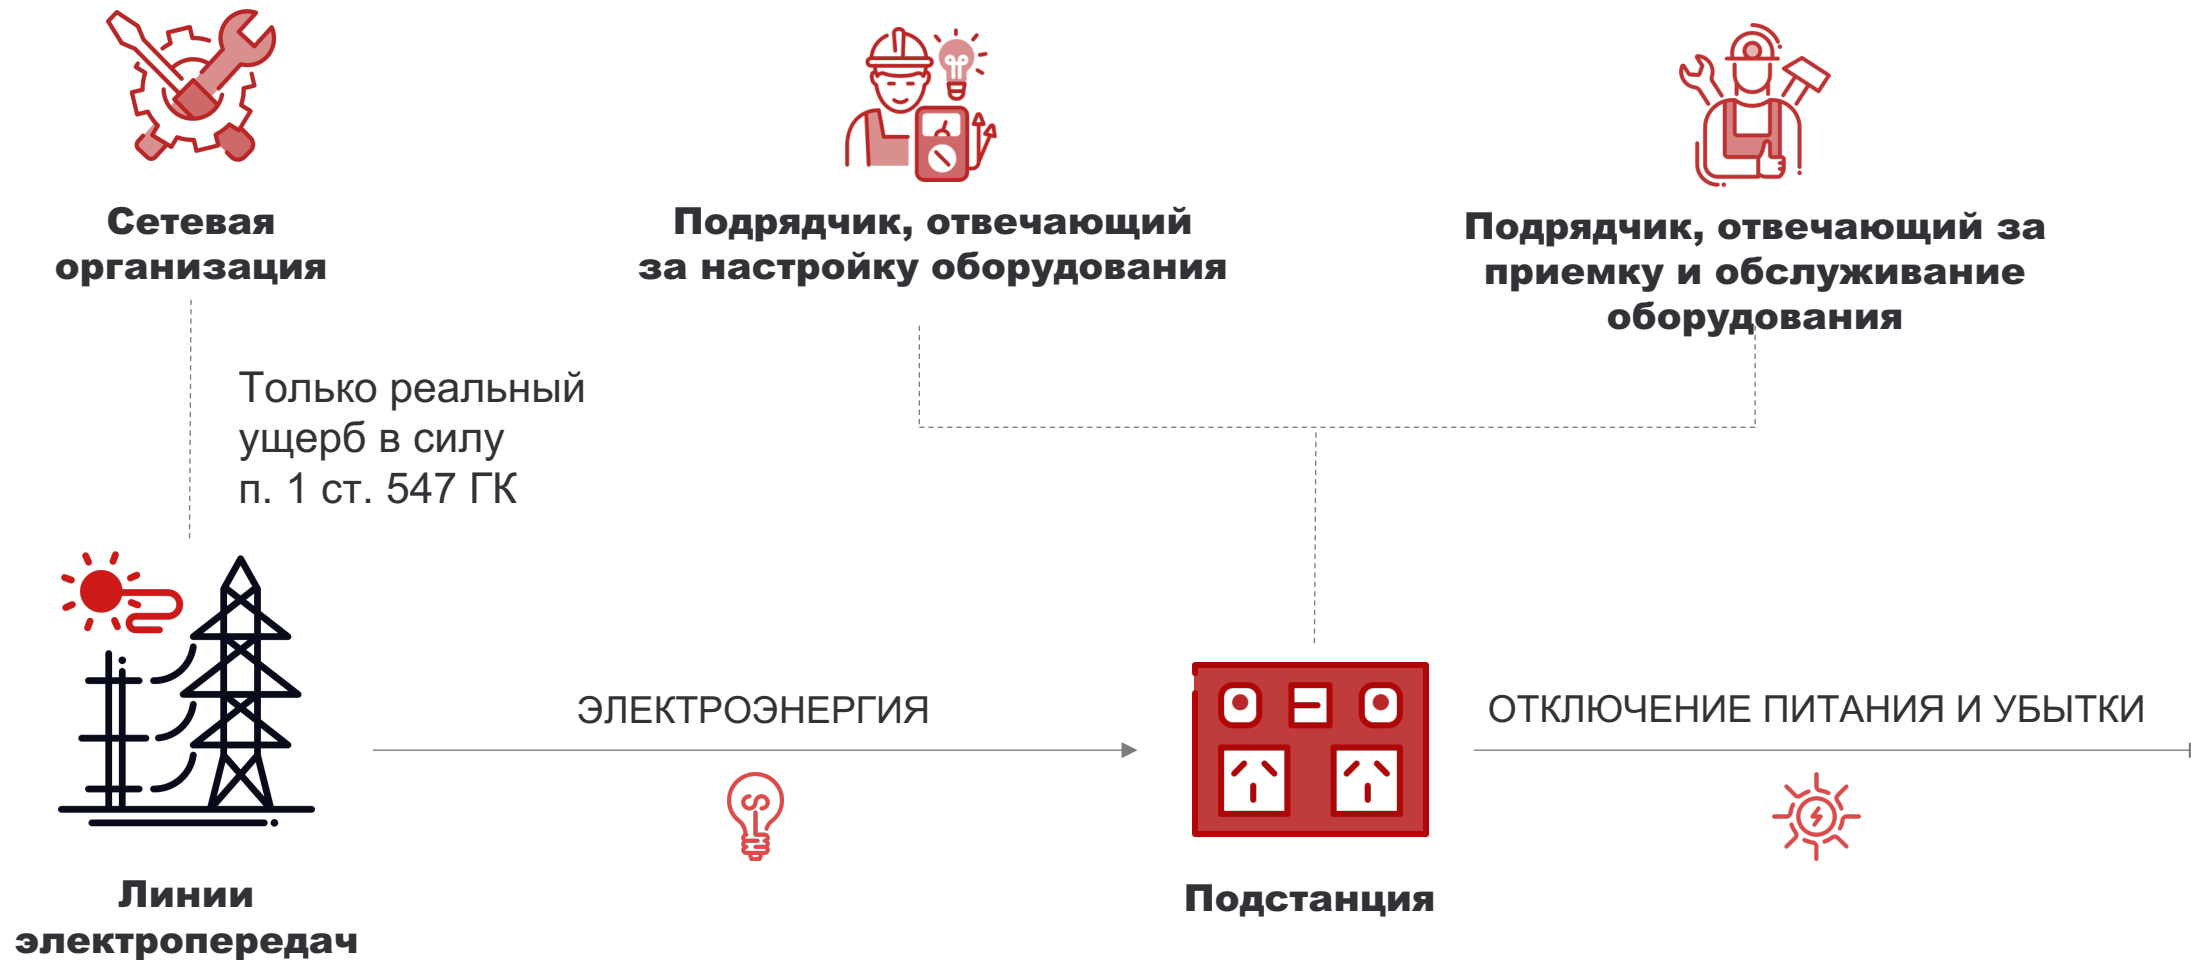 Сетевая
организация
Подрядчик, отвечающий
за настройку оборудования
Подрядчик, отвечающий за
приемку и обслуживание
оборудования
Только реальный
ущерб в силу
п. 1 ст. 547 ГК
ЭЛЕКТРОЭНЕРГИЯ
ОТКЛЮЧЕНИЕ ПИТАНИЯ И УБЫТКИ
Линии
электропередач
Подстанция